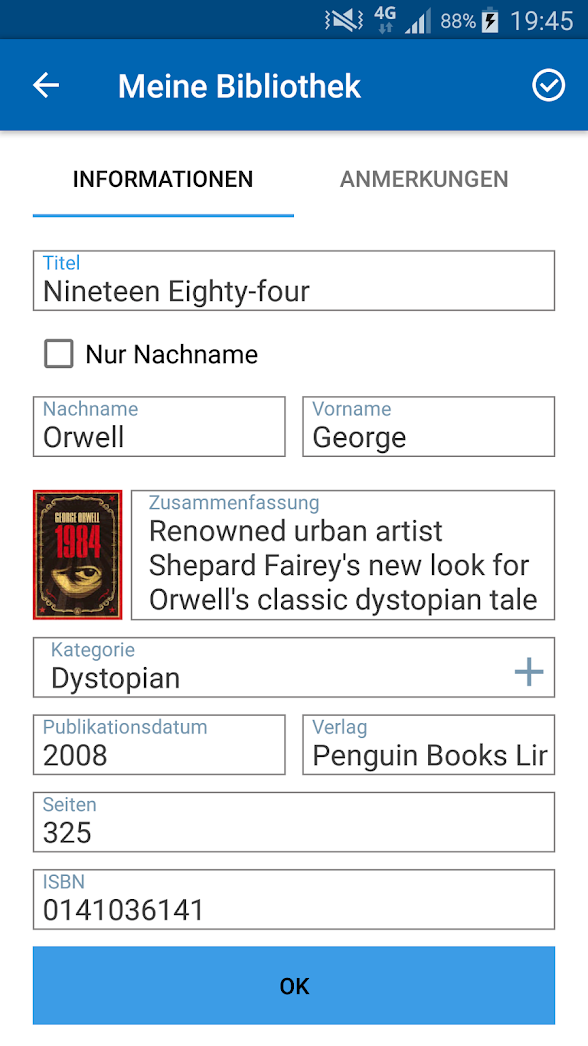 4G 88% 19:45
Meine Bibliothek
INFORMATIONEN ANMERKUNGEN
Titel
Nineteen Eighty-four
Nur Nachname
Nachname Vorname
Orwell George
GEORGE ORWELL
1984
Zusammenfassung
Renowned urban artist
Shepard Fairey's new look for
Orwell's classic dystopian tale
Kategorie
Dystopian
Publikationsdatum Verlag
2008 Penguin Books Lir
Seiten
325
ISBN
0141036141
OK